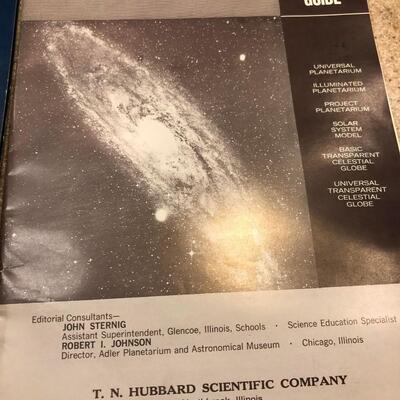 GUIDE
UNIVERSAL
PLANETARIUM
ILLUMINATED
PLANETARIUM
PROJECT
PLANETARIUM
SOLAR
SYSTEM
MODEL
BASIC
TRANSPARENT
CELESTIAL
GLOBE
UNIVERSAL
TRANSPARENT
CELESTIAL
GLOBE
Editorial Consultants—
JOHN STERNIG
Assistant Superintendent, Glencoe, Illinois, Schools · Science Education Specialist
ROBERT I. JOHNSON
Director, Adler Planetarium and Astronomical Museum · Chicago, Illinois
T. N. HUBBARD SCIENTIFIC COMPANY
Illinois